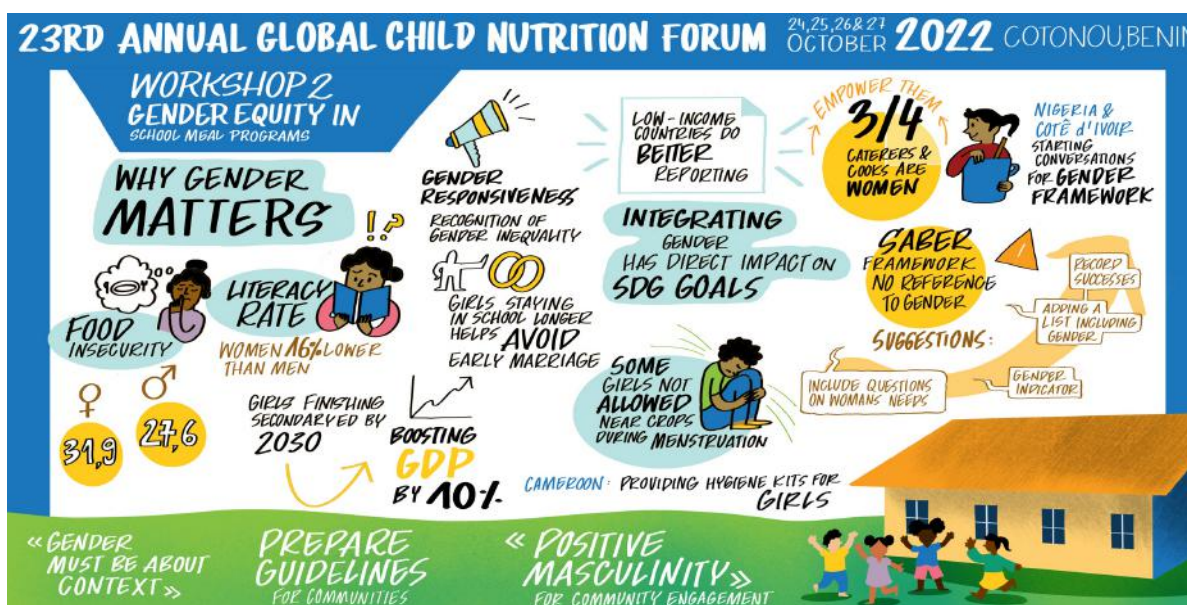 23RD ANNUAL GLOBAL CHILD NUTRITION FORUM
24,25,26&27
OCTOBER
2022
COTONOU, BENIN
WORKSHOP 2
GENDER EQUITY IN
SCHOOL MEAL PROGRAMS
WHY GENDER
MATTERS
!?
FOOD
INSECURITY
♀
31,9
♂
27,6
LITERACY
RATE
WOMEN 16% LOWER
THAN MEN
GIRLS FINISHING
SECONDARYED BY
2030
BOOSTING
GDP
BY 10%
GENDER
RESPONSIVENESS
RECOGNITION OF
GENDER INEQUALITY
GIRLS STAYING
IN SCHOOL LONGER
HELPS AVOID
EARLY MARRIAGE
LOW-INCOME
COUNTRIES DO
BETTER
REPORTING
INTEGRATING
GENDER
HAS DIRECT IMPACT ON
SDG GOALS
SOME
GIRLS NOT
ALLOWED
NEAR CROPS
DURING MENSTRUATION
CAMEROON: PROVIDING HYGIENE KITS FOR
GIRLS
EMPOWER THEM
3/4
CATERERS &
COOKS ARE
WOMEN
NIGERIA &
COTÊ d'IVOIR
STARTING
CONVERSATIONS
FOR GENDER
FRAMEWORK
SABER
FRAMEWORK
NO REFERENCE
TO GENDER
!
SUGGESTIONS:
INCLUDE QUESTIONS
ON WOMANS NEEDS
GENDER
INDICATOR
ADDING A
LIST INCLUDING
GENDER
RECORD
SUCCESSES
«GENDER
MUST BE ABOUT
CONTEXT»
PREPARE
GUIDELINES
FOR COMMUNITIES
«POSITIVE
MASCULINITY»
FOR COMMUNITY ENGAGEMENT